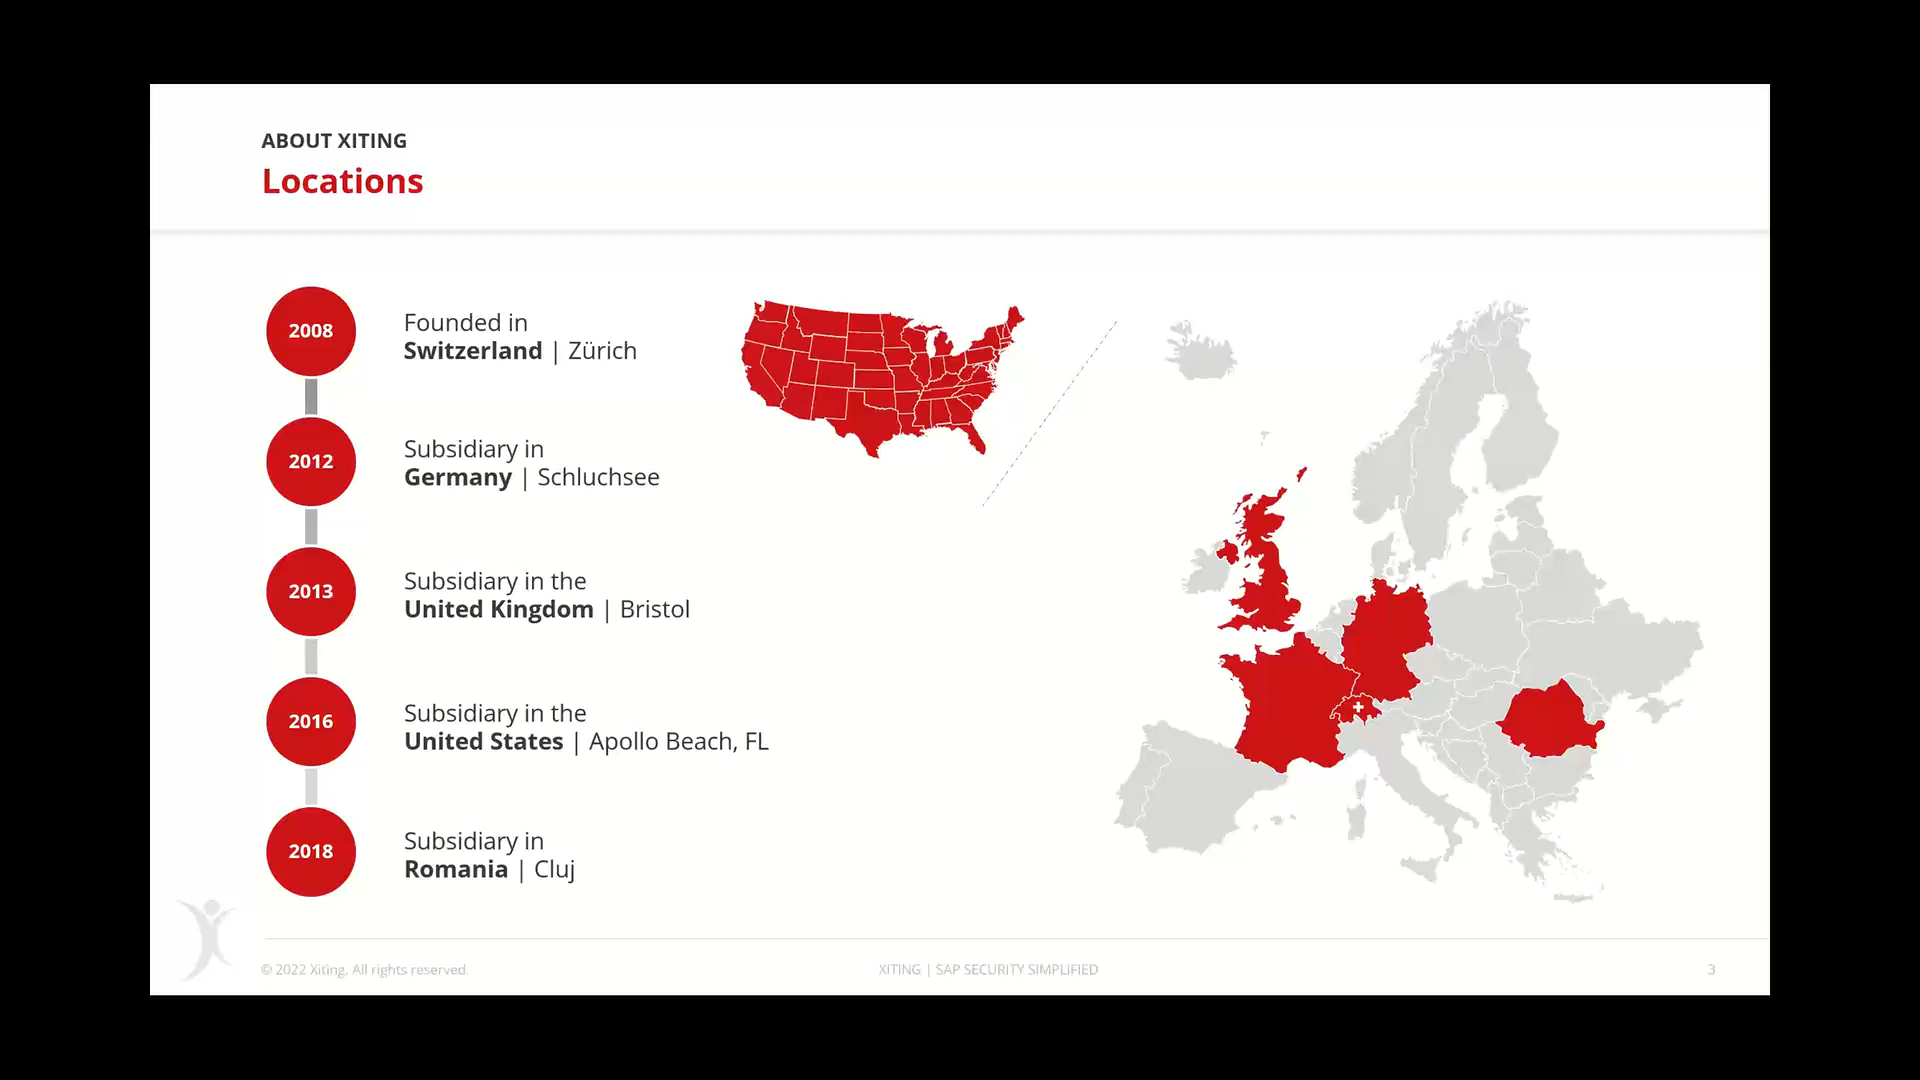 ABOUT XITING
Locations
2008
Founded in
Switzerland | Zürich
2012
Subsidiary in
Germany | Schluchsee
2013
Subsidiary in the
United Kingdom | Bristol
2016
Subsidiary in the
United States | Apollo Beach, FL
2018
Subsidiary in
Romania | Cluj
© 2022 Xiting. All rights reserved.
XITING | SAP SECURITY SIMPLIFIED
3